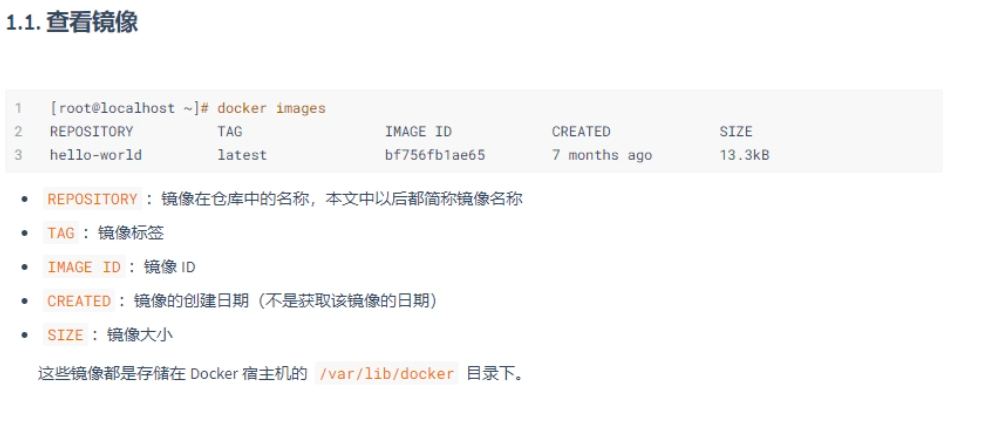 1.1. 查看镜像
1 [root@localhost ~]# docker images
2 REPOSITORY TAG IMAGE ID CREATED SIZE
3 hello-world latest bf756fb1ae65 7 months ago 13.3kB
• REPOSITORY ：镜像在仓库中的名称，本文中以后都简称镜像名称
• TAG ：镜像标签
• IMAGE ID ：镜像 ID
• CREATED ：镜像的创建日期（不是获取该镜像的日期）
• SIZE ：镜像大小
这些镜像都是存储在 Docker 宿主机的 /var/lib/docker 目录下。